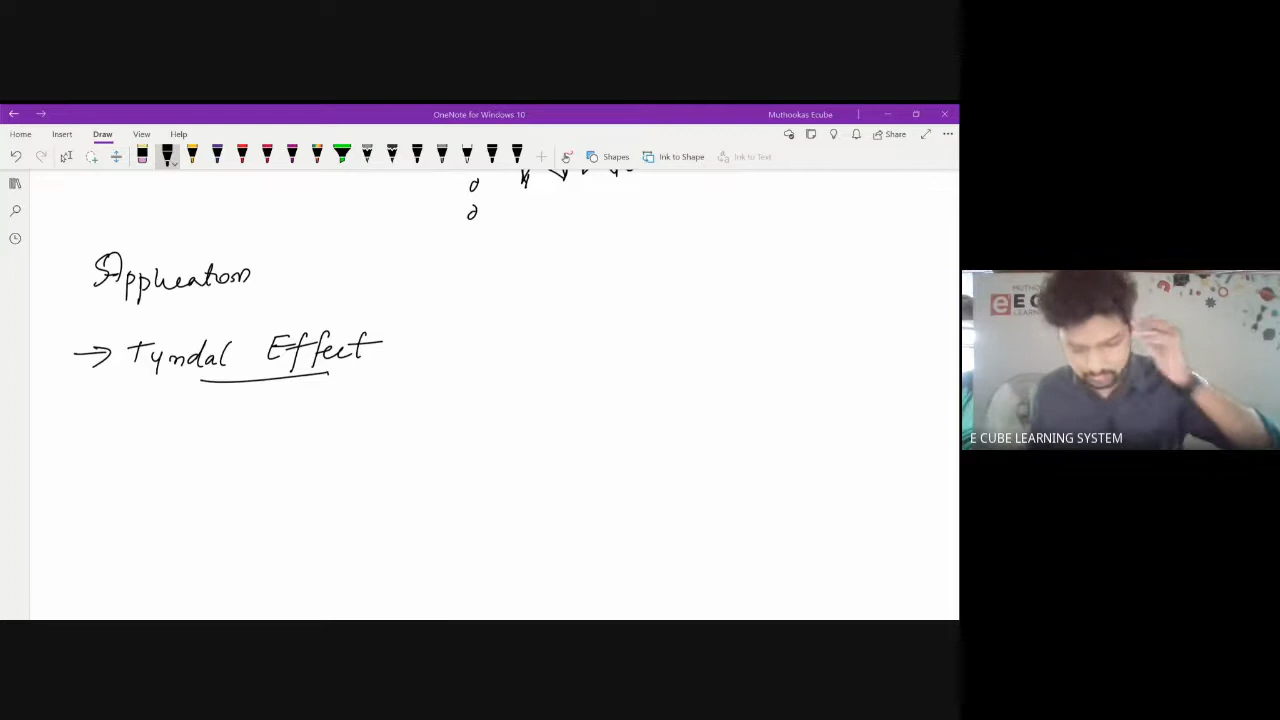 OneNote for Windows 10
Muthookas Ecube
Home Insert Draw View Help
Share
Shapes
Ink to Shape
Ink to Text
Application
→ Tyndal Effect
E CUBE LEARNING SYSTEM